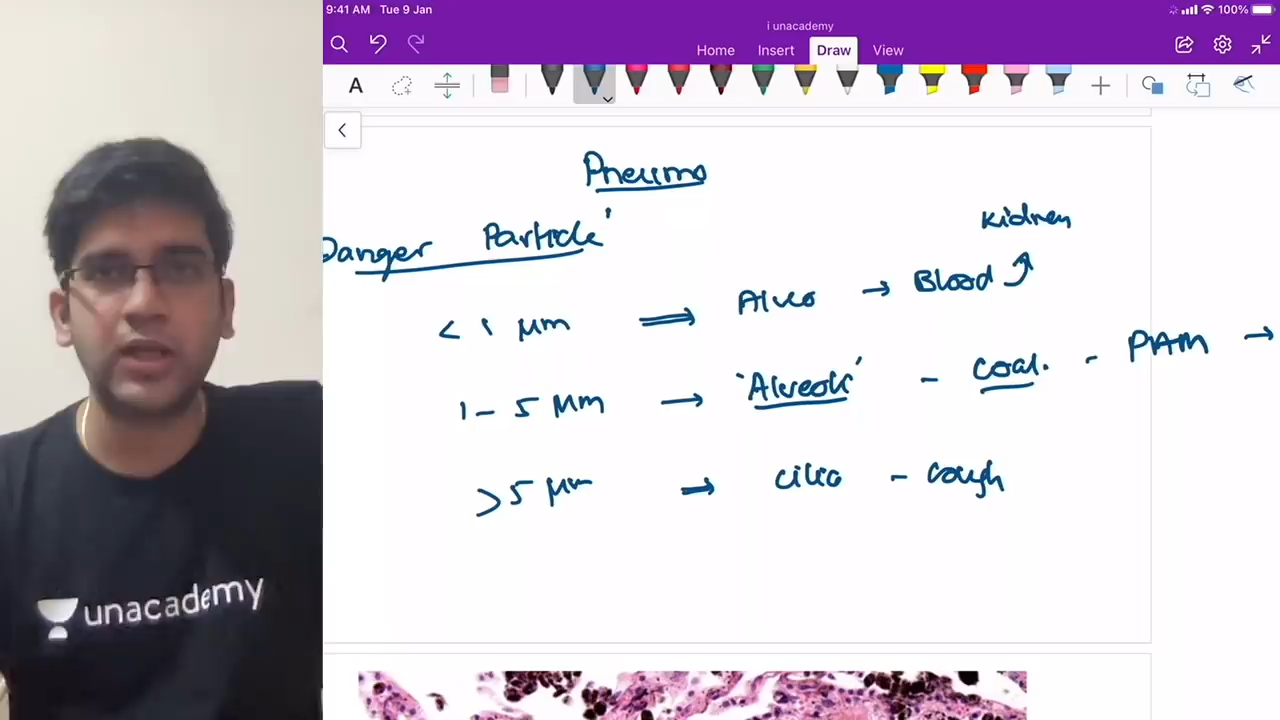 9:41 AM Tue 9 Jan
100%
i unacademy
Home Insert Draw View
A
Pneumo
Danger Particle'
Kidney
< 1 μm ⇒ Alveo → Blood
1 - 5 μm → 'Alveoli' - Coal. - PAM →
> 5 μm ⇒ cilia - cough
unacademy